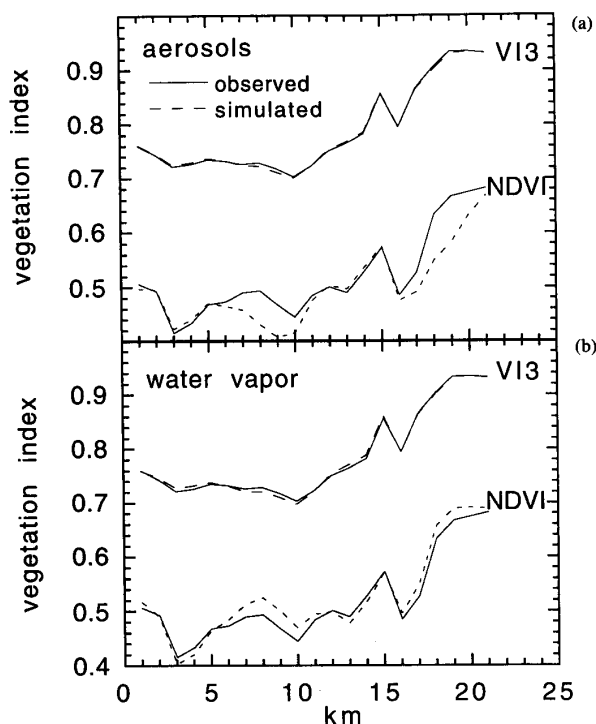 (a)
aerosols
VI3
observed
simulated
NDVI
vegetation index
0.9
0.8
0.7
0.6
0.5
(b)
water vapor
VI3
NDVI
vegetation index
0.9
0.8
0.7
0.6
0.5
0.4
0 5 10 15 20 25
km